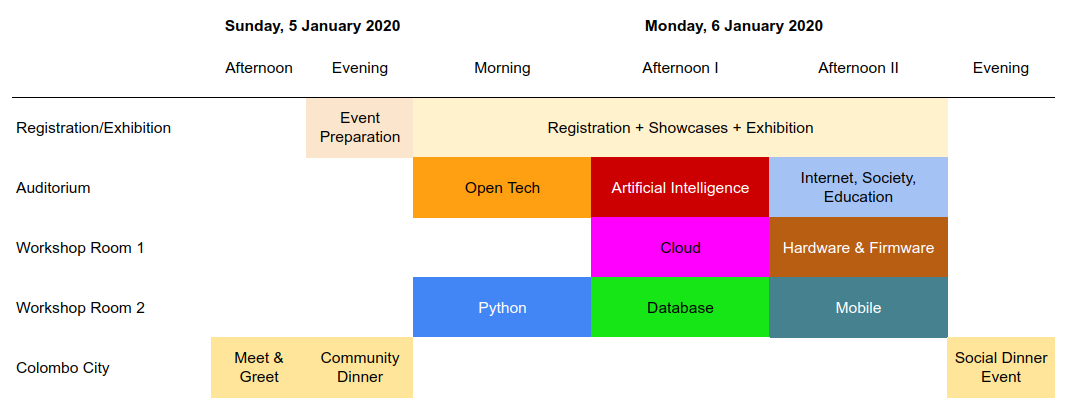 Sunday, 5 January 2020 Monday, 6 January 2020
Afternoon Evening Morning Afternoon I Afternoon II Evening
Registration/Exhibition Event Preparation Registration + Showcases + Exhibition
Auditorium Open Tech Artificial Intelligence Internet, Society, Education
Workshop Room 1 Cloud Hardware & Firmware
Workshop Room 2 Python Database Mobile
Colombo City Meet & Greet Community Dinner Social Dinner Event